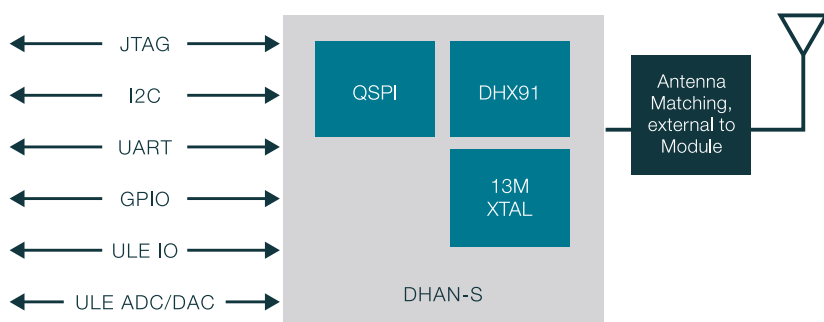 JTAG
I2C
UART
GPIO
ULE IO
ULE ADC/DAC
QSPI
DHX91
13M
XTAL
DHAN-S
Antenna
Matching,
external to
Module